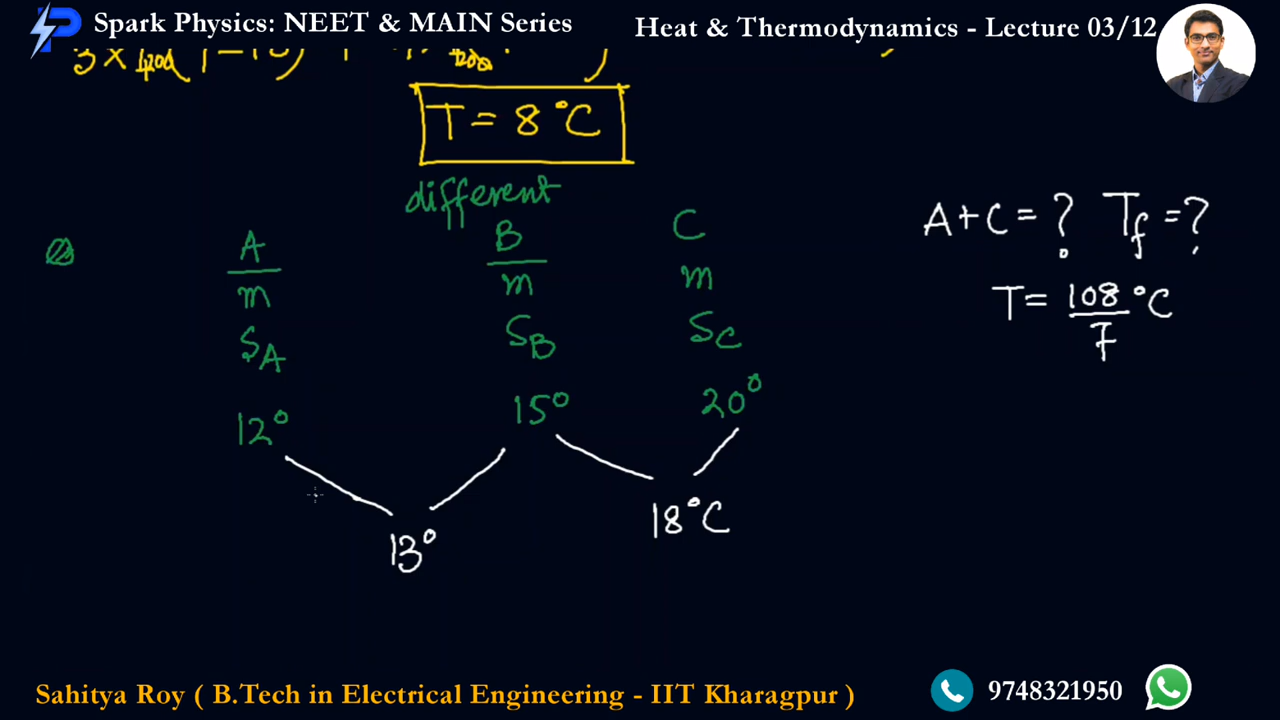 Spark Physics: NEET & MAIN Series
Heat & Thermodynamics - Lecture 03/12
T = 8°C
different
A B C
m m m
S_A S_B S_C
12° 15° 20°
13° 18°C
A+C = ? T_f = ?
T = 108/7 °C
Sahitya Roy ( B.Tech in Electrical Engineering - IIT Kharagpur )
9748321950